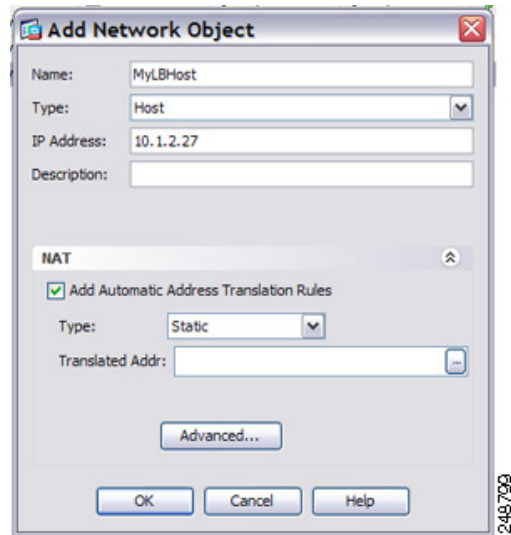 Add Network Object
Name: MyLBHost
Type: Host
IP Address: 10.1.2.27
Description:
NAT
Add Automatic Address Translation Rules
Type: Static
Translated Addr:
...
Advanced...
OK Cancel Help
248799